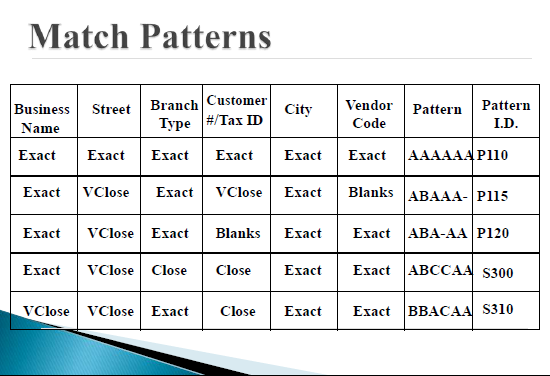 Match Patterns
Business Name Street Branch Type Customer #/Tax ID City Vendor Code Pattern Pattern I.D.
Exact Exact Exact Exact Exact Exact AAAAAA P110
Exact VClose Exact VClose Exact Blanks ABAAA- P115
Exact VClose Exact Blanks Exact Exact ABA-AA P120
Exact VClose Close Close Exact Exact ABCCAA S300
VClose VClose Exact Close Exact Exact BBACAA S310